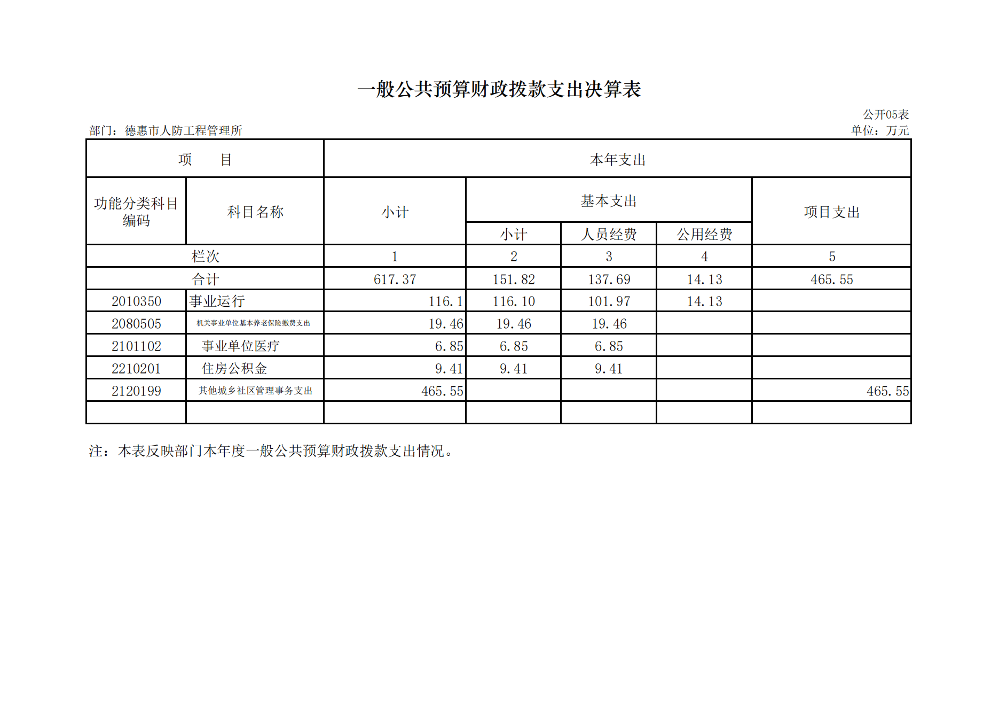 一般公共预算财政拨款支出决算表
公开05表
部门：德惠市人防工程管理所 单位：万元
项 目 本年支出
功能分类科目编码 科目名称 小计 基本支出 项目支出
小计 人员经费 公用经费
栏次 1 2 3 4 5
合计 617.37 151.82 137.69 14.13 465.55
2010350 事业运行 116.1 116.10 101.97 14.13
2080505 机关事业单位基本养老保险缴费支出 19.46 19.46 19.46
2101102 事业单位医疗 6.85 6.85 6.85
2210201 住房公积金 9.41 9.41 9.41
2120199 其他城乡社区管理事务支出 465.55 465.55
注：本表反映部门本年度一般公共预算财政拨款支出情况。